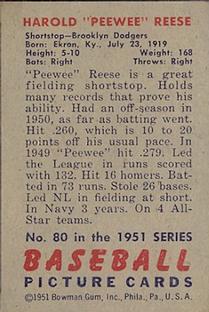 HAROLD "PEEWEE" REESE
Shortstop—Brooklyn Dodgers
Born: Ekron, Ky., July 23, 1919
Height: 5-10 Weight: 168
Bats: Right Throws: Right
"Peewee" Reese is a great
fielding shortstop. Holds
many records that prove his
ability. Had an off-season in
1950, as far as batting went.
Hit .260, which is 10 to 20
points off his usual pace. In
1949 "Peewee" hit .279. Led
the League in runs scored
with 132. Hit 16 homers. Bat-
ted in 73 runs. Stole 26 bases.
Led NL in fielding at short.
In Navy 3 years. On 4 All-
Star teams.
No. 80 in the 1951 SERIES
BASEBALL
PICTURE CARDS
©1951 Bowman Gum, Inc., Phila., Pa., U. S. A.